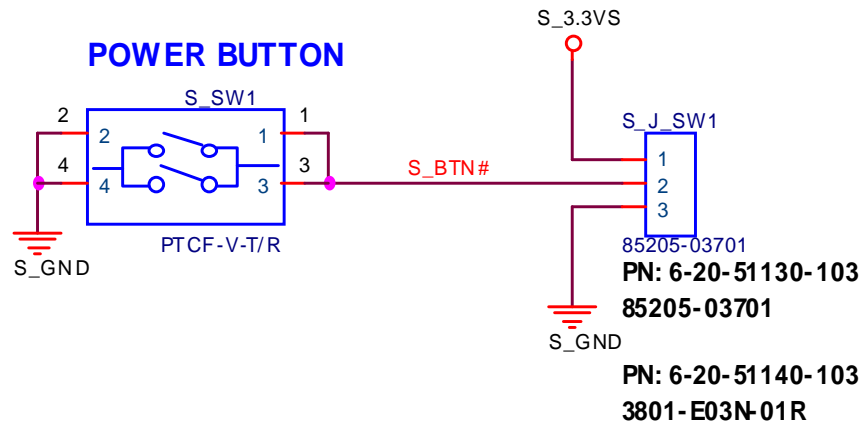 S_3.3VS
POWER BUTTON
S_SW1
S_J_SW1
2
2
1
1
4
4
3
3
S_BTN#
1
2
3
PTCF-V-T/R
S_GND
85205-03701
PN: 6-20-51130-103
85205-03701
S_GND
PN: 6-20-51140-103
3801-E03N-01R